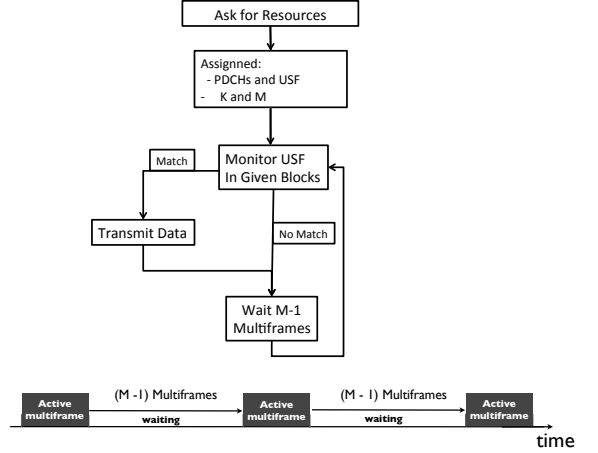 Ask for Resources
Assignned:
- PDCHs and USF
- K and M
Match
Monitor USF
In Given Blocks
Transmit Data
No Match
Wait M-1
Multiframes
Active
multiframe
(M -1) Multiframes
waiting
Active
multiframe
(M - 1) Multiframes
waiting
Active
multiframe
time